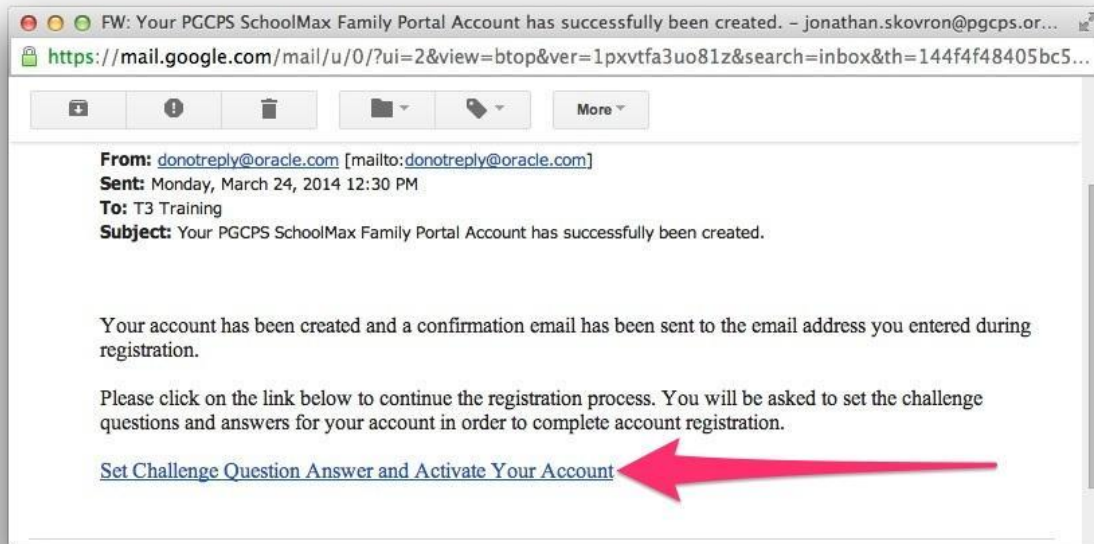 FW: Your PGCPS SchoolMax Family Portal Account has successfully been created. – jonathan.skovron@pgcps.or...
https://mail.google.com/mail/u/0/?ui=2&view=btop&ver=1pxvtfa3uo81z&search=inbox&th=144f4f48405bc5...
More
From: donotreply@oracle.com [mailto:donotreply@oracle.com]
Sent: Monday, March 24, 2014 12:30 PM
To: T3 Training
Subject: Your PGCPS SchoolMax Family Portal Account has successfully been created.
Your account has been created and a confirmation email has been sent to the email address you entered during
registration.
Please click on the link below to continue the registration process. You will be asked to set the challenge
questions and answers for your account in order to complete account registration.
Set Challenge Question Answer and Activate Your Account